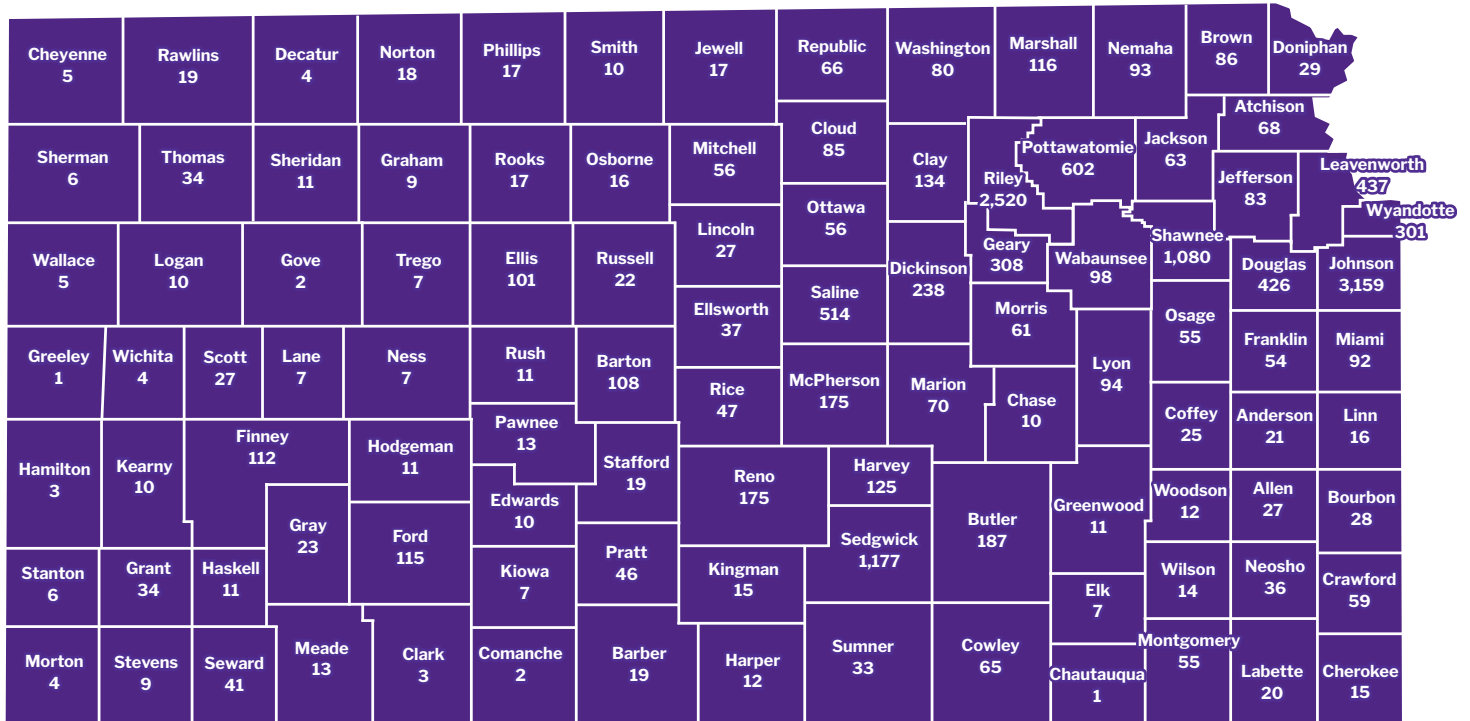 Cheyenne
5
Rawlins
19
Decatur
4
Norton
18
Phillips
17
Smith
10
Jewell
17
Republic
66
Washington
80
Marshall
116
Nemaha
93
Brown
86
Doniphan
29
Sherman
6
Thomas
34
Sheridan
11
Graham
9
Rooks
17
Osborne
16
Mitchell
56
Cloud
85
Clay
134
Riley
2,520
Pottawatomie
602
Jackson
63
Atchison
68
Jefferson
83
Leavenworth
437
Wyandotte
301
Wallace
5
Logan
10
Gove
2
Trego
7
Ellis
101
Russell
22
Lincoln
27
Ottawa
56
Dickinson
238
Geary
308
Wabaunsee
98
Shawnee
1,080
Douglas
426
Johnson
3,159
Ellsworth
37
Saline
514
Morris
61
Osage
55
Franklin
54
Miami
92
Greeley
1
Wichita
4
Scott
27
Lane
7
Ness
7
Rush
11
Barton
108
Rice
47
McPherson
175
Marion
70
Chase
10
Lyon
94
Coffey
25
Anderson
21
Linn
16
Hamilton
3
Kearny
10
Finney
112
Hodgeman
11
Pawnee
13
Stafford
19
Reno
175
Harvey
125
Edwards
10
Gray
23
Ford
115
Sedgwick
1,177
Butler
187
Greenwood
11
Woodson
12
Allen
27
Bourbon
28
Stanton
6
Grant
34
Haskell
11
Kiowa
7
Pratt
46
Kingman
15
Elk
7
Wilson
14
Neosho
36
Crawford
59
Morton
4
Stevens
9
Seward
41
Meade
13
Clark
3
Comanche
2
Barber
19
Harper
12
Sumner
33
Cowley
65
Chautauqua
1
Montgomery
55
Labette
20
Cherokee
15